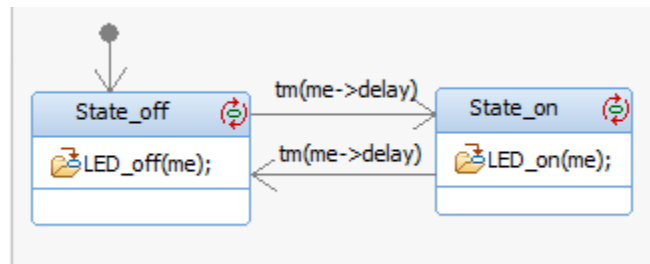 tm(me->delay)
State_off
State_on
LED_off(me);
tm(me->delay)
LED_on(me);